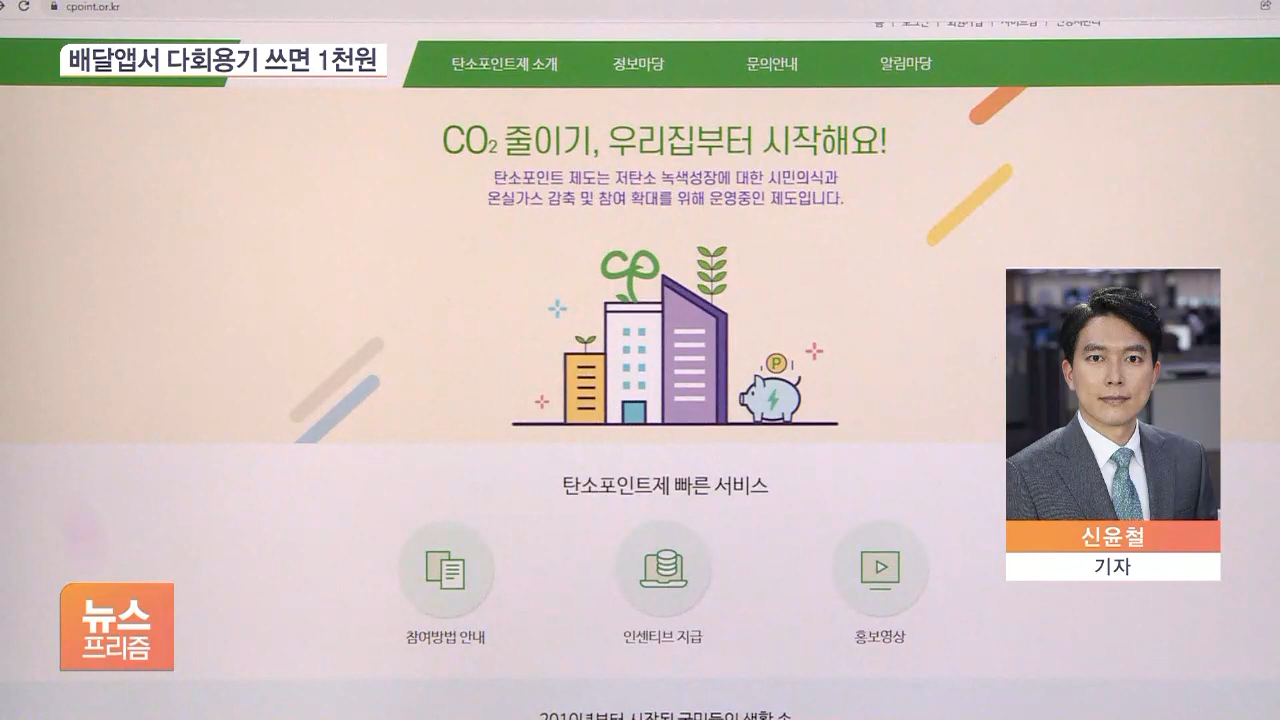 cpoint.or.kr
배달앱서 다회용기 쓰면 1천원
탄소포인트제 소개 정보마당 문의안내 알림마당
CO₂ 줄이기, 우리집부터 시작해요!
탄소포인트 제도는 저탄소 녹색성장에 대한 시민의식과
온실가스 감축 및 참여 확대를 위해 운영중인 제도입니다.
P
탄소포인트제 빠른 서비스
참여방법 안내 인센티브 지급 홍보영상
신윤철
기자
뉴스
프리즘